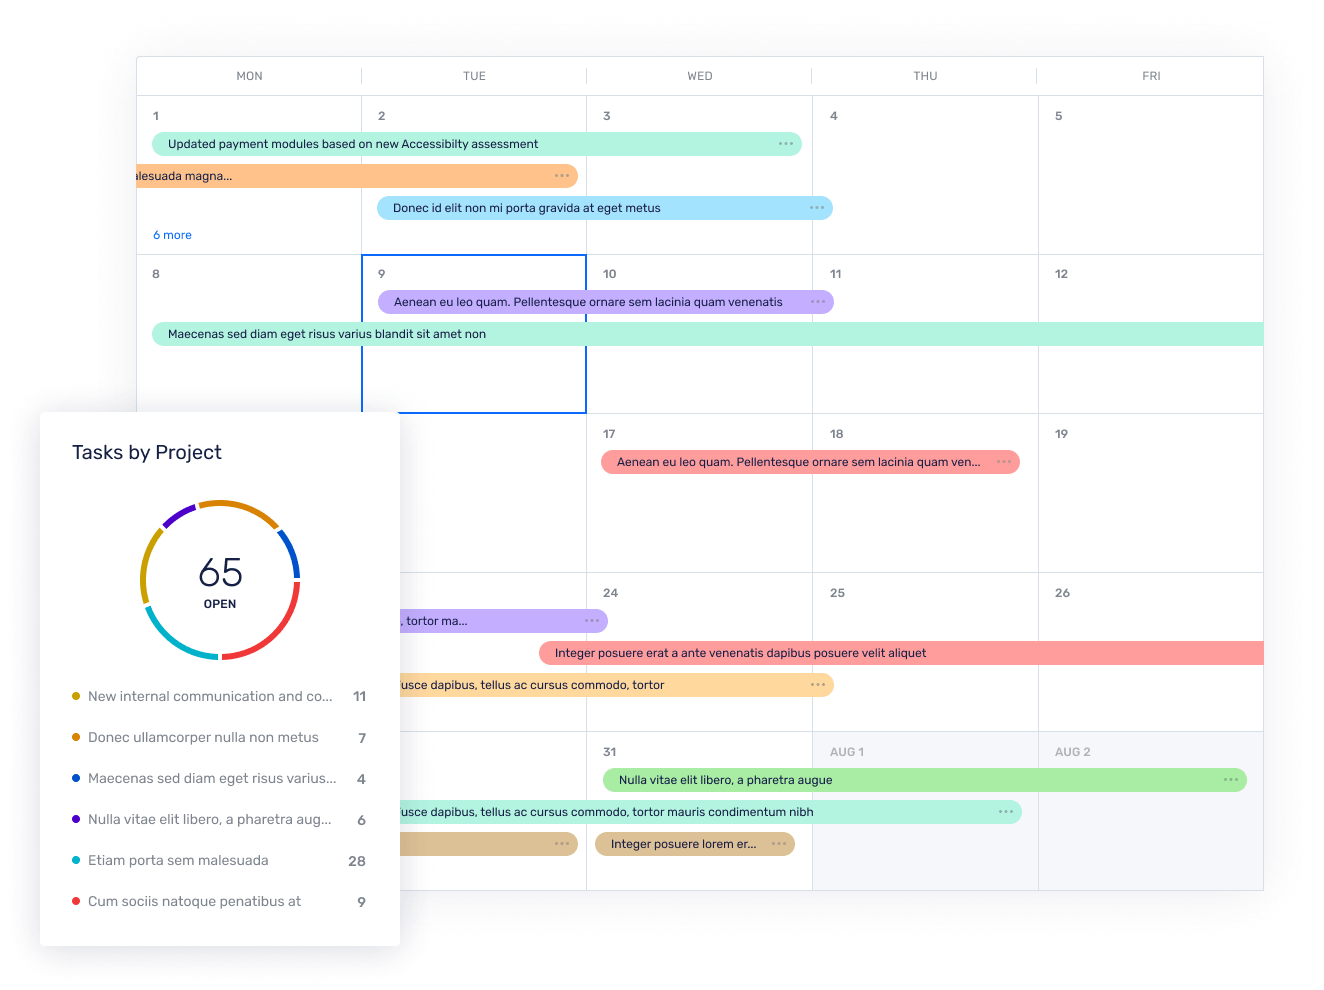 MON TUE WED THU FRI
1 2 3 4 5
Updated payment modules based on new Accessibilty assessment
alesuada magna...
Donec id elit non mi porta gravida at eget metus
6 more
8 9 10 11 12
Aenean eu leo quam. Pellentesque ornare sem lacinia quam venenatis
Maecenas sed diam eget risus varius blandit sit amet non
17 18 19
Aenean eu leo quam. Pellentesque ornare sem lacinia quam ven...
24 25 26
, tortor ma...
Integer posuere erat a ante venenatis dapibus posuere velit aliquet
usce dapibus, tellus ac cursus commodo, tortor
31 AUG 1 AUG 2
Nulla vitae elit libero, a pharetra augue
usce dapibus, tellus ac cursus commodo, tortor mauris condimentum nibh
Integer posuere lorem er...
Tasks by Project
65
OPEN
New internal communication and co... 11
Donec ullamcorper nulla non metus 7
Maecenas sed diam eget risus varius... 4
Nulla vitae elit libero, a pharetra aug... 6
Etiam porta sem malesuada 28
Cum sociis natoque penatibus at 9